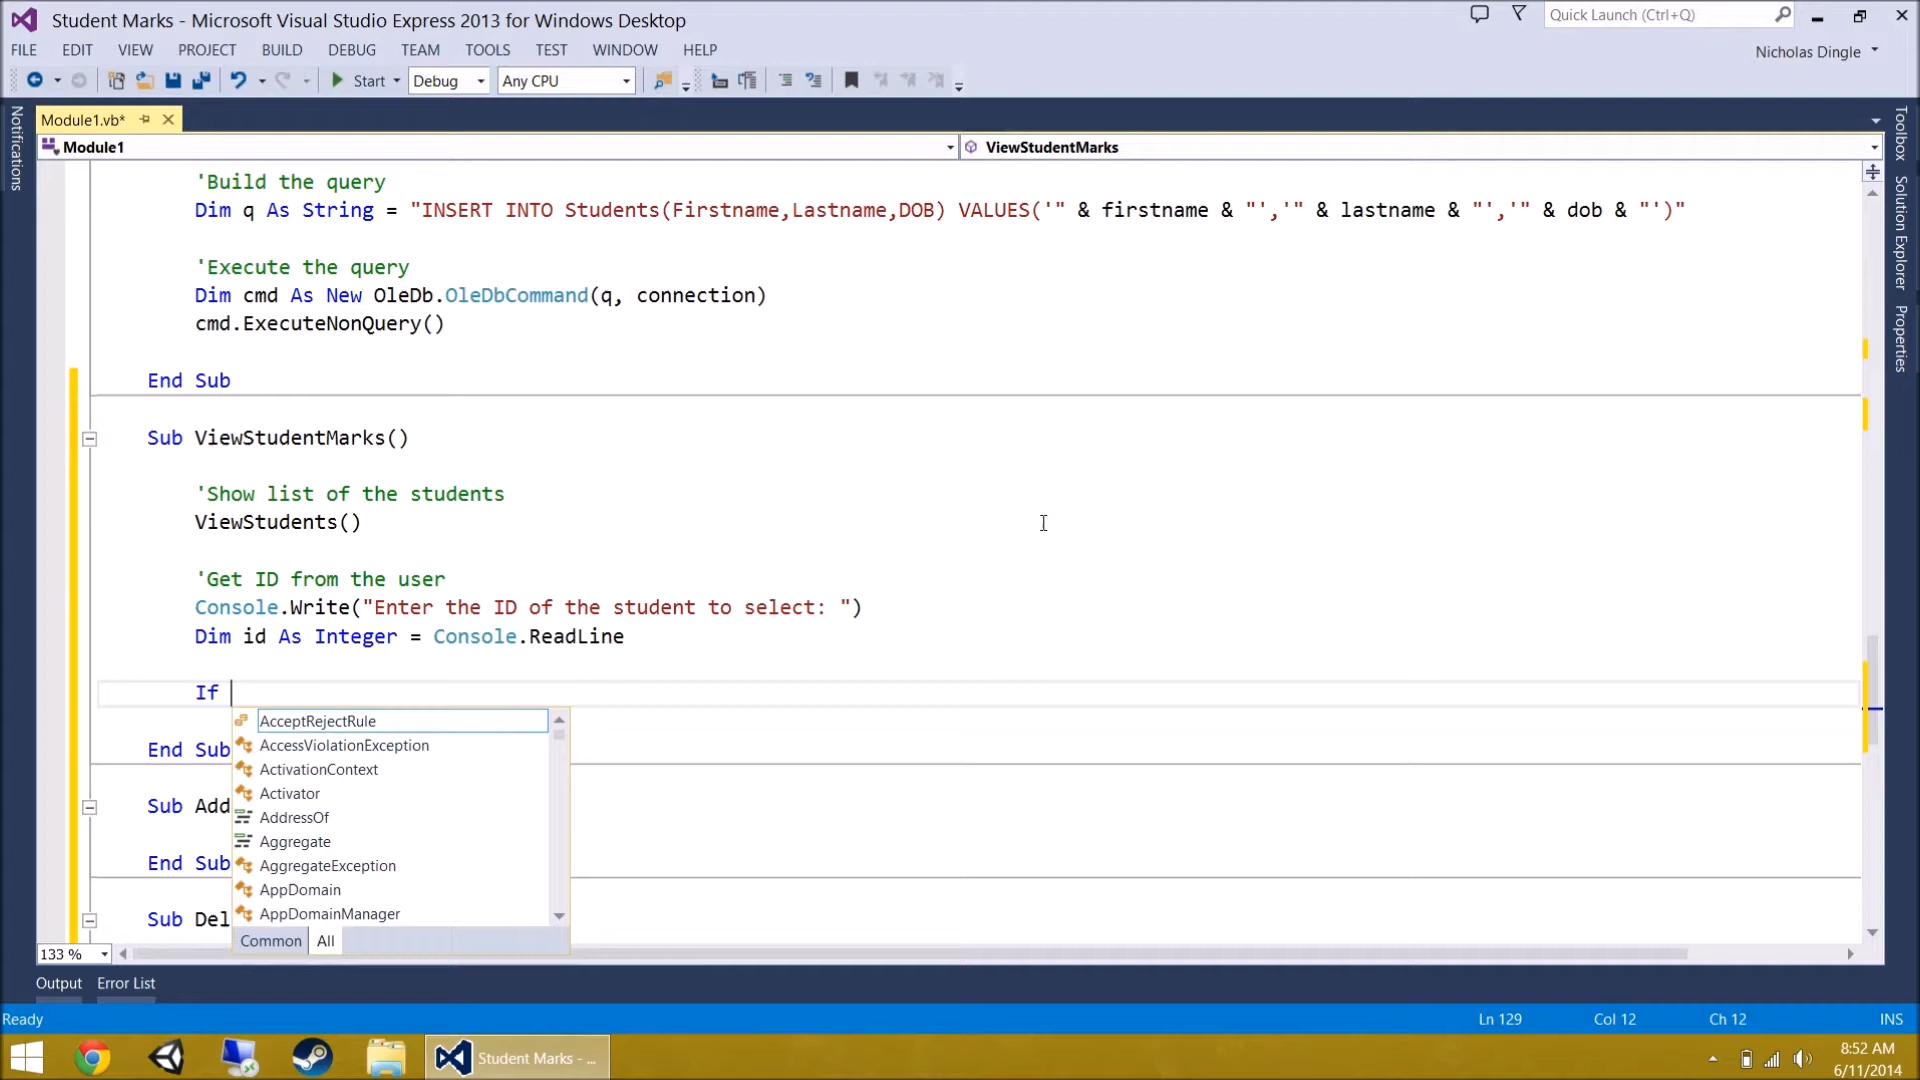 Student Marks - Microsoft Visual Studio Express 2013 for Windows Desktop
Quick Launch (Ctrl+Q)
FILE EDIT VIEW PROJECT BUILD DEBUG TEAM TOOLS TEST WINDOW HELP
Nicholas Dingle
Start Debug Any CPU
Notifications
Module1.vb*
Toolbox
Solution Explorer
Properties
Module1
ViewStudentMarks
'Build the query
Dim q As String = "INSERT INTO Students(Firstname,Lastname,DOB) VALUES('" & firstname & "','" & lastname & "','" & dob & "')"
'Execute the query
Dim cmd As New OleDb.OleDbCommand(q, connection)
cmd.ExecuteNonQuery()
End Sub
Sub ViewStudentMarks()
'Show list of the students
ViewStudents()
'Get ID from the user
Console.Write("Enter the ID of the student to select: ")
Dim id As Integer = Console.ReadLine
If
AcceptRejectRule
AccessViolationException
ActivationContext
Activator
AddressOf
Aggregate
AggregateException
AppDomain
AppDomainManager
Common All
End Sub
Sub Add
End Sub
Sub Del
133 %
Output Error List
Ready
Ln 129 Col 12 Ch 12 INS
Student Marks - ...
8:52 AM
6/11/2014